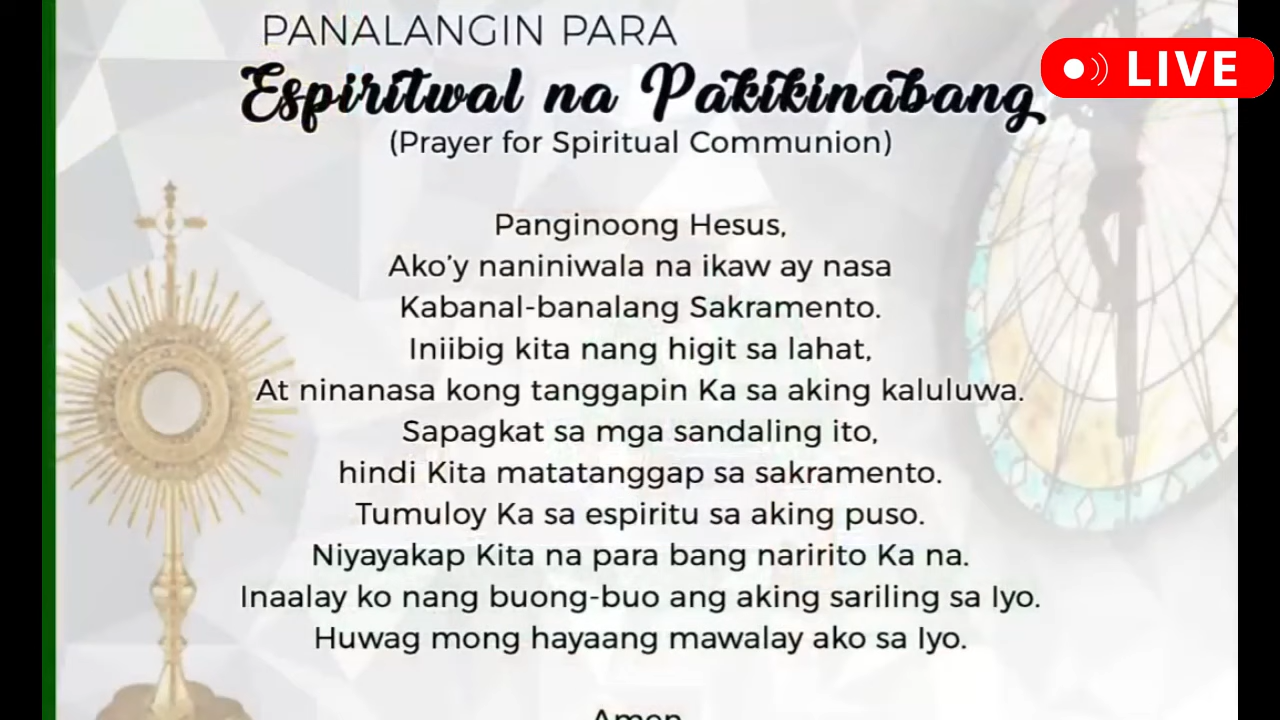 PANALANGIN PARA
Espiritwal na Pakikinabang
(Prayer for Spiritual Communion)
LIVE
Panginoong Hesus,
Ako'y naniniwala na ikaw ay nasa
Kabanal-banalang Sakramento.
Iniibig kita nang higit sa lahat,
At ninanasa kong tanggapin Ka sa aking kaluluwa.
Sapagkat sa mga sandaling ito,
hindi Kita matatanggap sa sakramento.
Tumuloy Ka sa espiritu sa aking puso.
Niyayakap Kita na para bang naririto Ka na.
Inaalay ko nang buong-buo ang aking sariling sa Iyo.
Huwag mong hayaang mawalay ako sa Iyo.
Amen